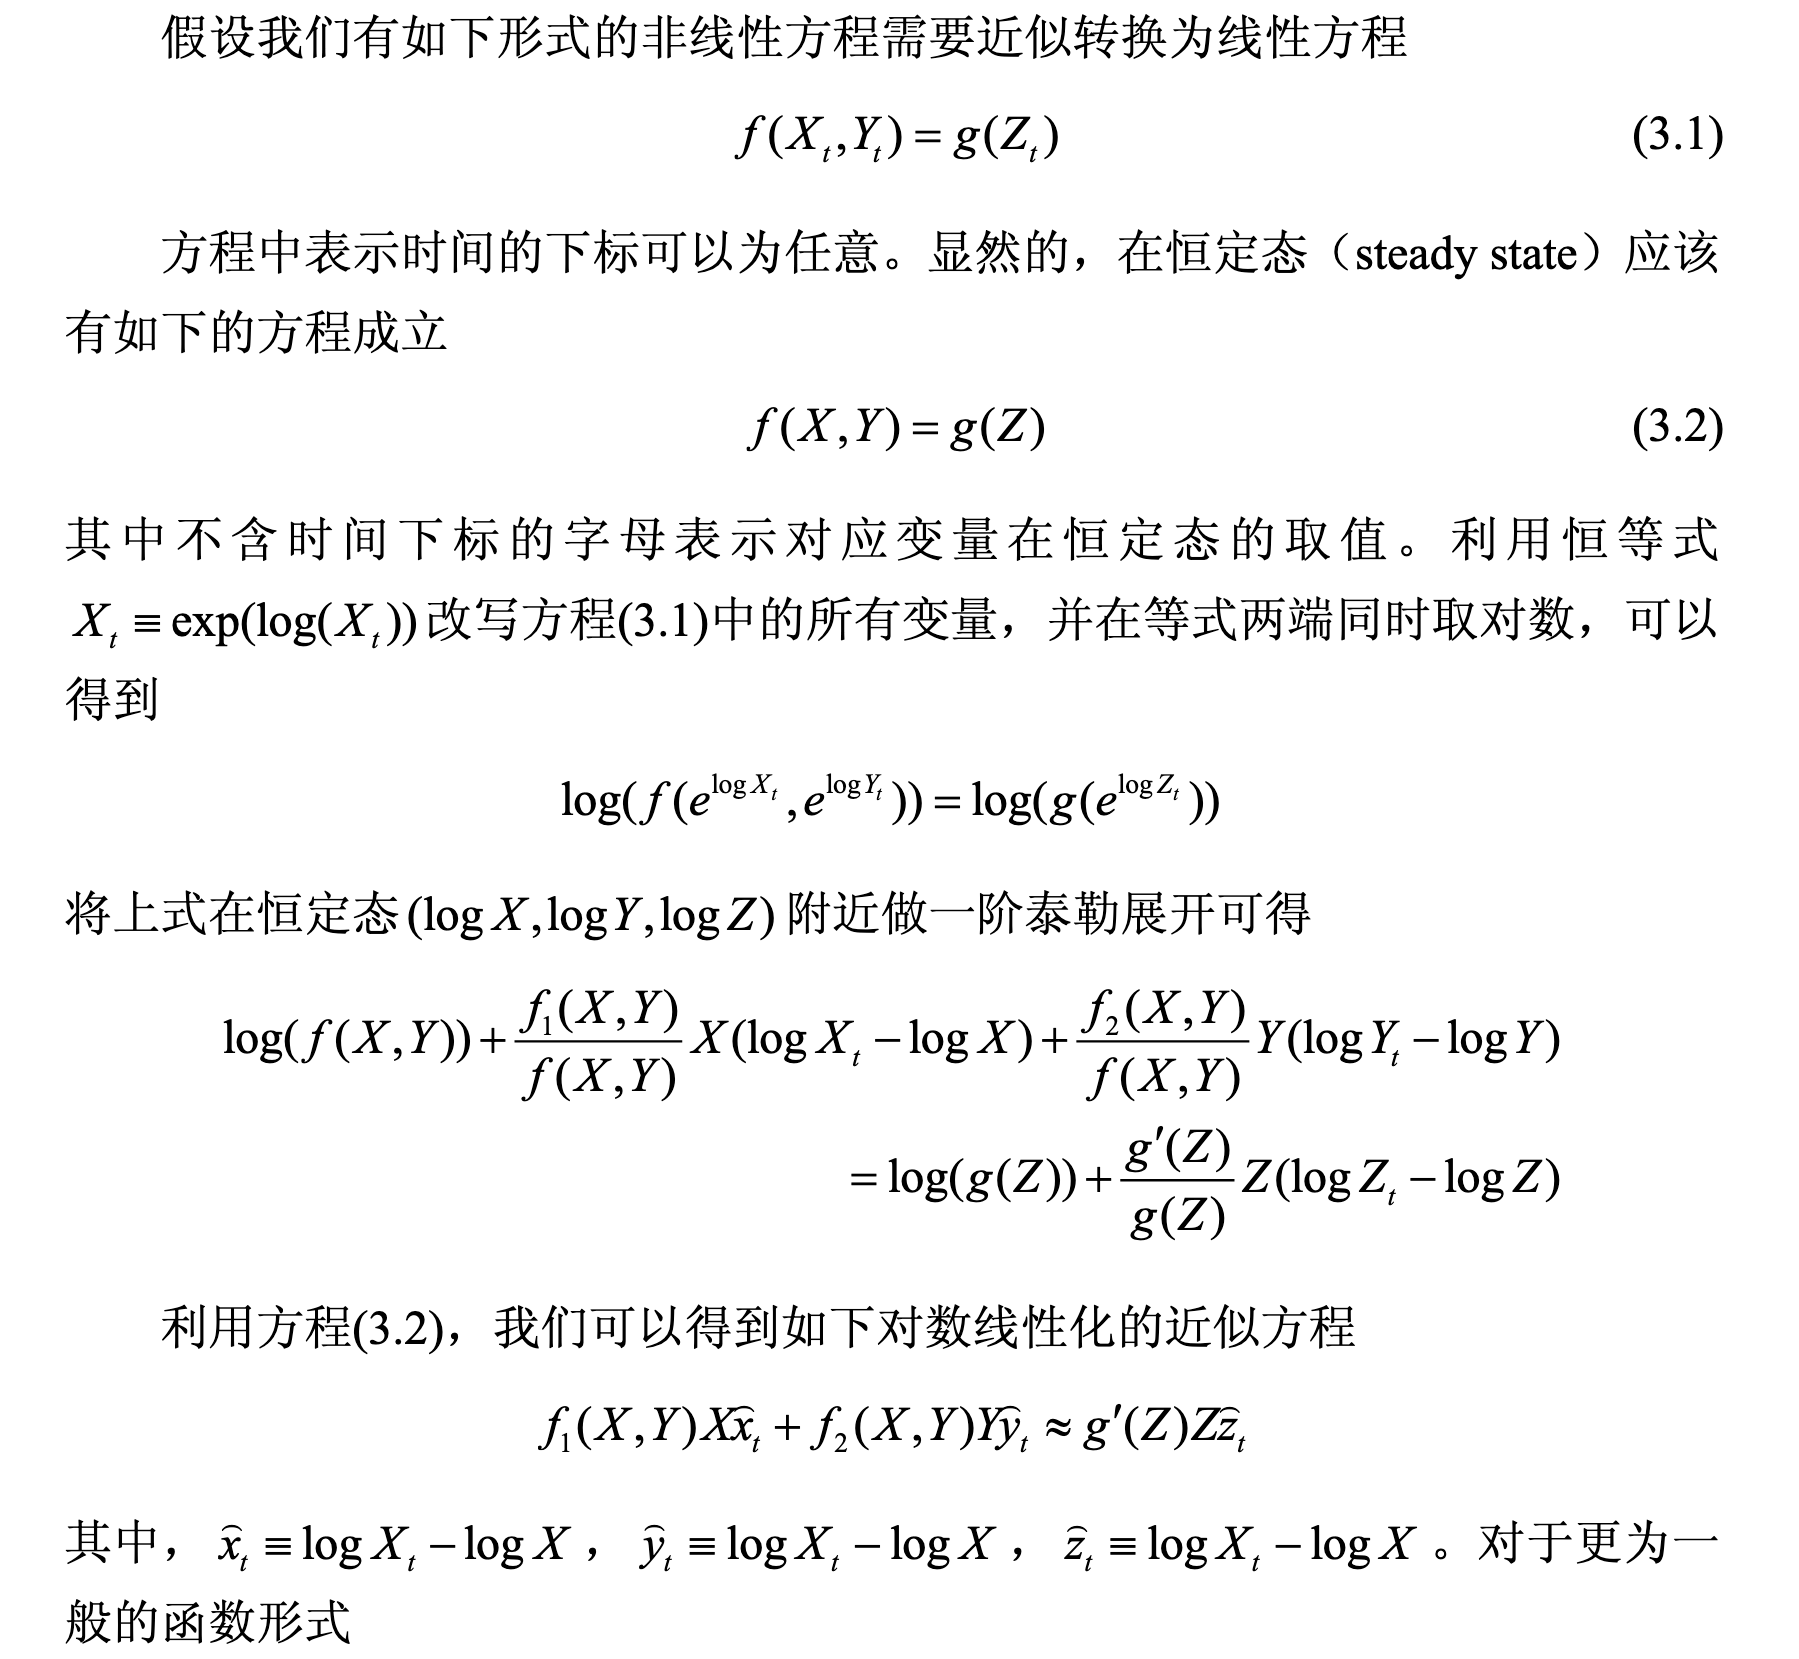 假设我们有如下形式的非线性方程需要近似转换为线性方程
f(X_t,Y_t) = g(Z_t) (3.1)
方程中表示时间的下标可以为任意。显然的，在恒定态（steady state）应该
有如下的方程成立
f(X,Y) = g(Z) (3.2)
其中不含时间下标的字母表示对应变量在恒定态的取值。利用恒等式
X_t ≡ exp(log(X_t))改写方程(3.1)中的所有变量，并在等式两端同时取对数，可以
得到
log(f(e^{log X_t},e^{log Y_t})) = log(g(e^{log Z_t}))
将上式在恒定态(log X,log Y,log Z)附近做一阶泰勒展开可得
log(f(X,Y)) + \frac{f_1(X,Y)}{f(X,Y)} X(log X_t − log X) + \frac{f_2(X,Y)}{f(X,Y)} Y(log Y_t − log Y)
= log(g(Z)) + \frac{g′(Z)}{g(Z)} Z(log Z_t − log Z)
利用方程(3.2)，我们可以得到如下对数线性化的近似方程
f_1(X,Y)X\widehat{x}_t + f_2(X,Y)Y\widehat{y}_t ≈ g′(Z)Z\widehat{z}_t
其中，\widehat{x}_t ≡ log X_t − log X，\widehat{y}_t ≡ log X_t − log X，\widehat{z}_t ≡ log X_t − log X。对于更为一
般的函数形式